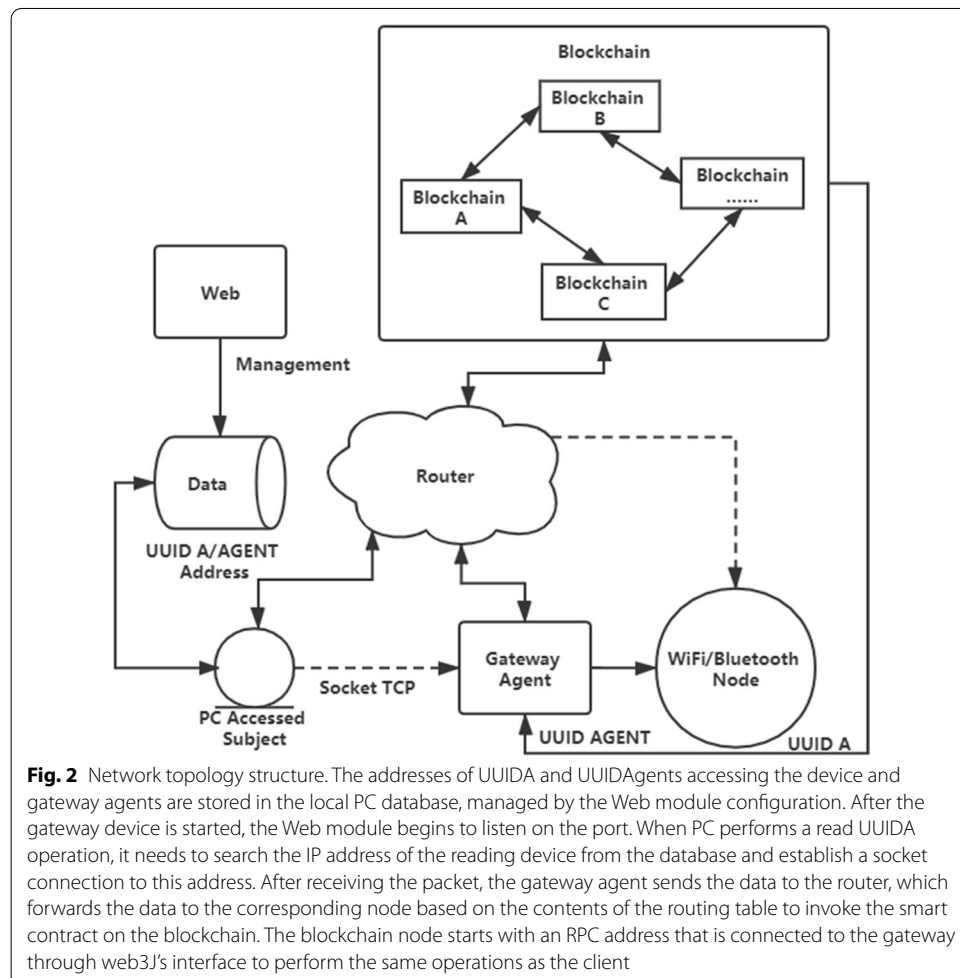 Blockchain
Blockchain
B
Blockchain
......
Blockchain
A
Blockchain
C
Web
Management
Data
Router
UUID A/AGENT
Address
Gateway
Agent
WiFi/Bluetooth
Node
Socket TCP
PC Accessed
Subject
UUID AGENT
UUID A
Fig. 2 Network topology structure. The addresses of UUIDA and UUIDAgents accessing the device and
gateway agents are stored in the local PC database, managed by the Web module configuration. After the
gateway device is started, the Web module begins to listen on the port. When PC performs a read UUIDA
operation, it needs to search the IP address of the reading device from the database and establish a socket
connection to this address. After receiving the packet, the gateway agent sends the data to the router, which
forwards the data to the corresponding node based on the contents of the routing table to invoke the smart
contract on the blockchain. The blockchain node starts with an RPC address that is connected to the gateway
through web3J’s interface to perform the same operations as the client